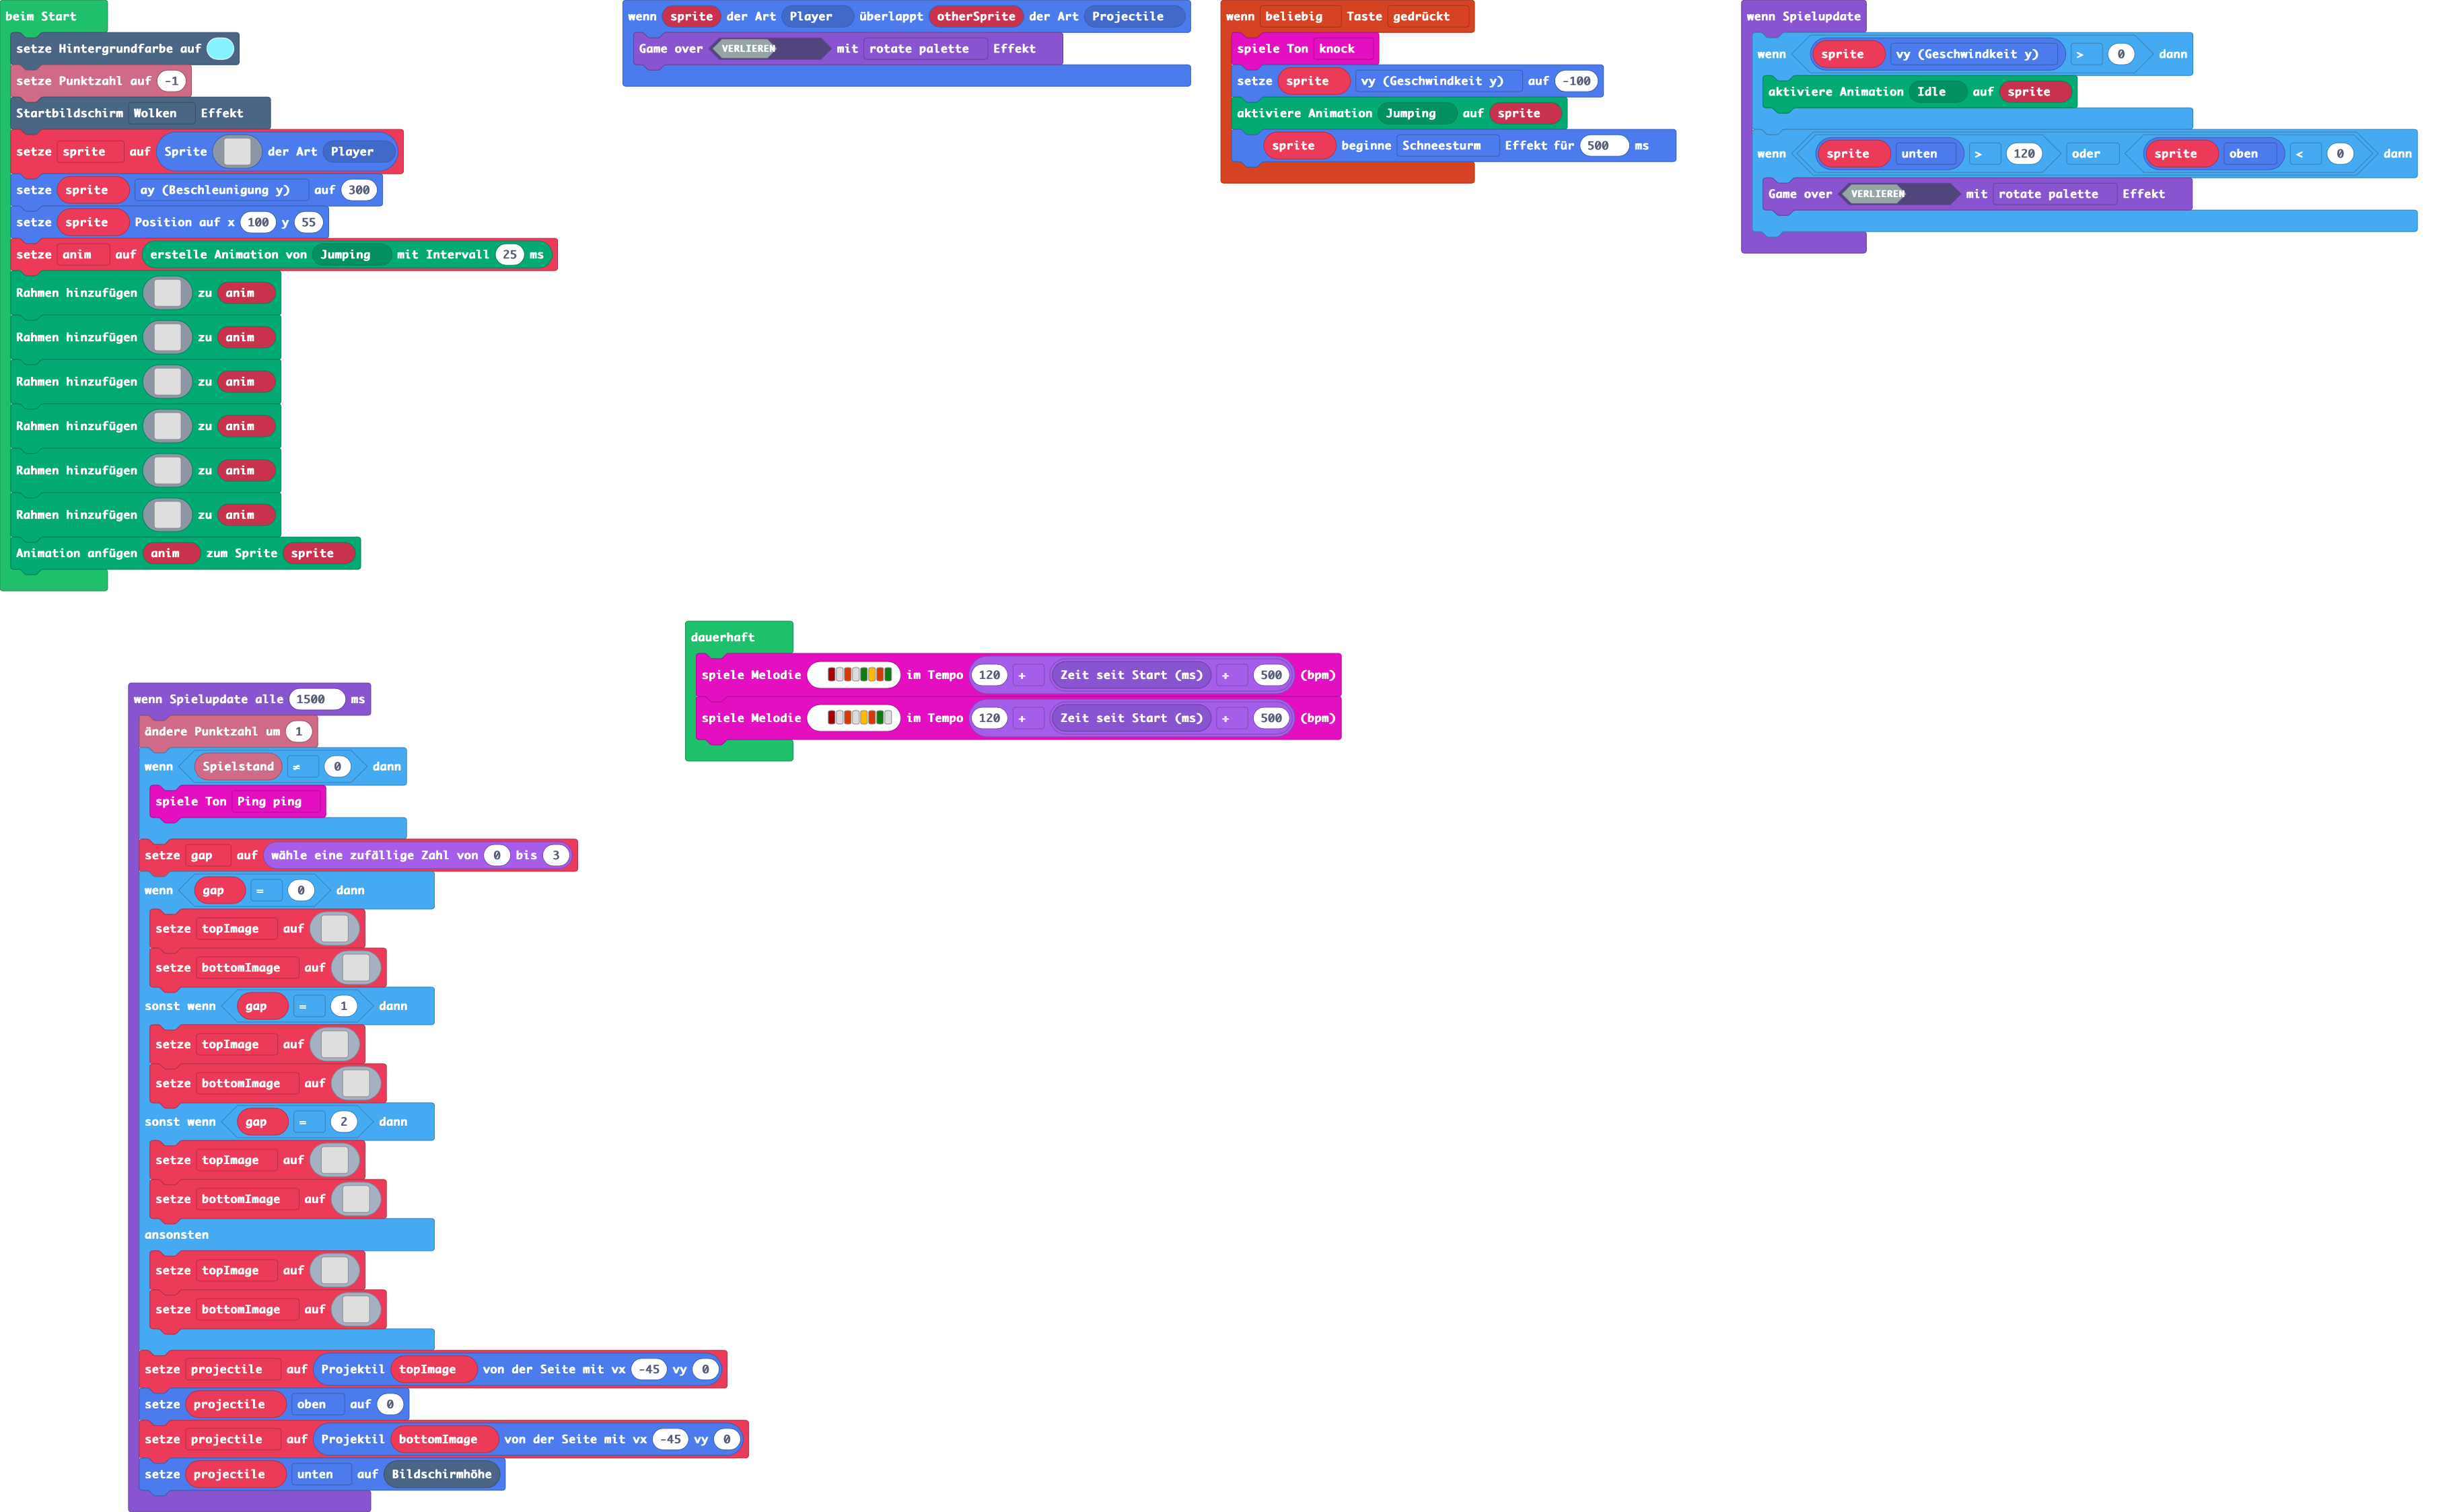 beim Start
setze Hintergrundfarbe auf
setze Punktzahl auf -1
Startbildschirm Wolken Effekt
setze sprite auf Sprite der Art Player
setze sprite ay (Beschleunigung y) auf 300
setze sprite Position auf x 100 y 55
setze anim auf erstelle Animation von Jumping mit Intervall 25 ms
Rahmen hinzufügen zu anim
Rahmen hinzufügen zu anim
Rahmen hinzufügen zu anim
Rahmen hinzufügen zu anim
Rahmen hinzufügen zu anim
Rahmen hinzufügen zu anim
Animation anfügen anim zum Sprite sprite
wenn sprite der Art Player überlappt otherSprite der Art Projectile
Game over VERLIEREN mit rotate palette Effekt
wenn beliebig Taste gedrückt
spiele Ton knock
setze sprite vy (Geschwindkeit y) auf -100
aktiviere Animation Jumping auf sprite
sprite beginne Schneesturm Effekt für 500 ms
wenn Spielupdate
wenn sprite vy (Geschwindkeit y) > 0 dann
aktiviere Animation Idle auf sprite
wenn sprite unten > 120 oder sprite oben < 0 dann
Game over VERLIEREN mit rotate palette Effekt
wenn Spielupdate alle 1500 ms
ändere Punktzahl um 1
wenn Spielstand ≠ 0 dann
spiele Ton Ping ping
setze gap auf wähle eine zufällige Zahl von 0 bis 3
wenn gap = 0 dann
setze topImage auf
setze bottomImage auf
sonst wenn gap = 1 dann
setze topImage auf
setze bottomImage auf
sonst wenn gap = 2 dann
setze topImage auf
setze bottomImage auf
ansonsten
setze topImage auf
setze bottomImage auf
setze projectile auf Projektil topImage von der Seite mit vx -45 vy 0
setze projectile oben auf 0
setze projectile auf Projektil bottomImage von der Seite mit vx -45 vy 0
setze projectile unten auf Bildschirmhöhe
dauerhaft
spiele Melodie im Tempo 120 + Zeit seit Start (ms) ÷ 500 (bpm)
spiele Melodie im Tempo 120 + Zeit seit Start (ms) ÷ 500 (bpm)